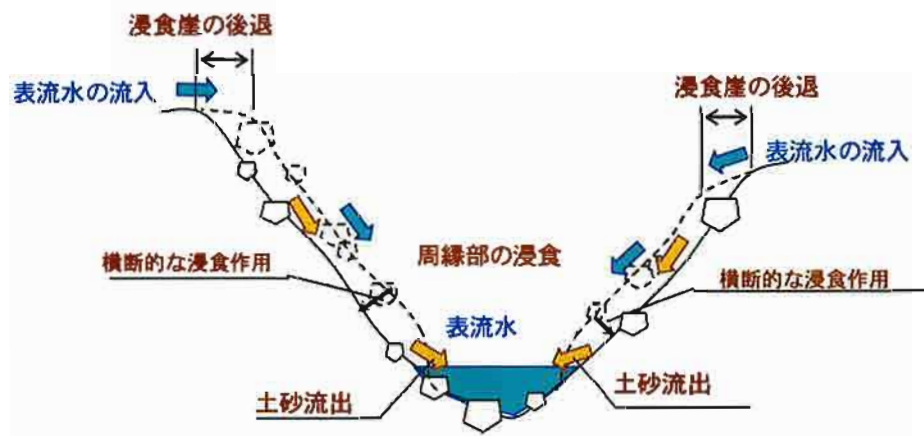 浸食崖の後退
表流水の流入
浸食崖の後退
表流水の流入
周縁部の浸食
横断的な浸食作用
横断的な浸食作用
表流水
土砂流出
土砂流出